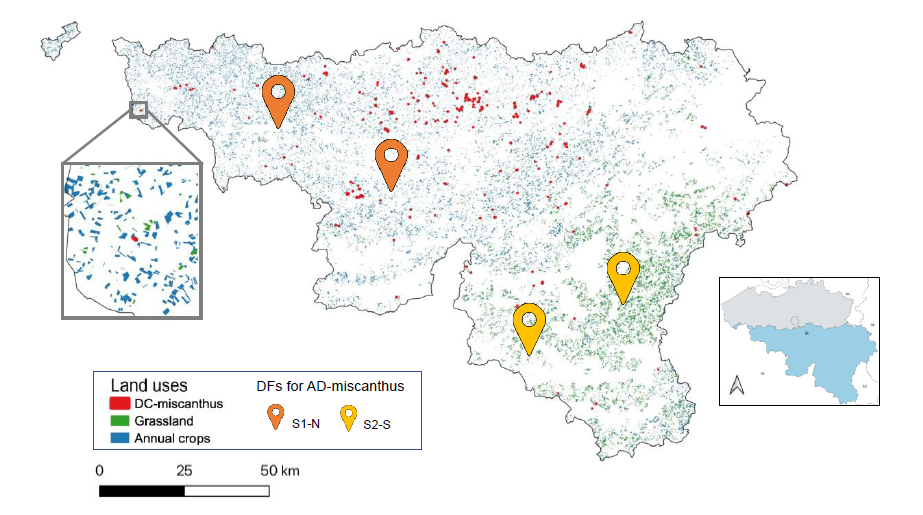 Land uses
DC-miscanthus
Grassland
Annual crops
DFs for AD-miscanthus
S1-N
S2-S
0
25
50 km